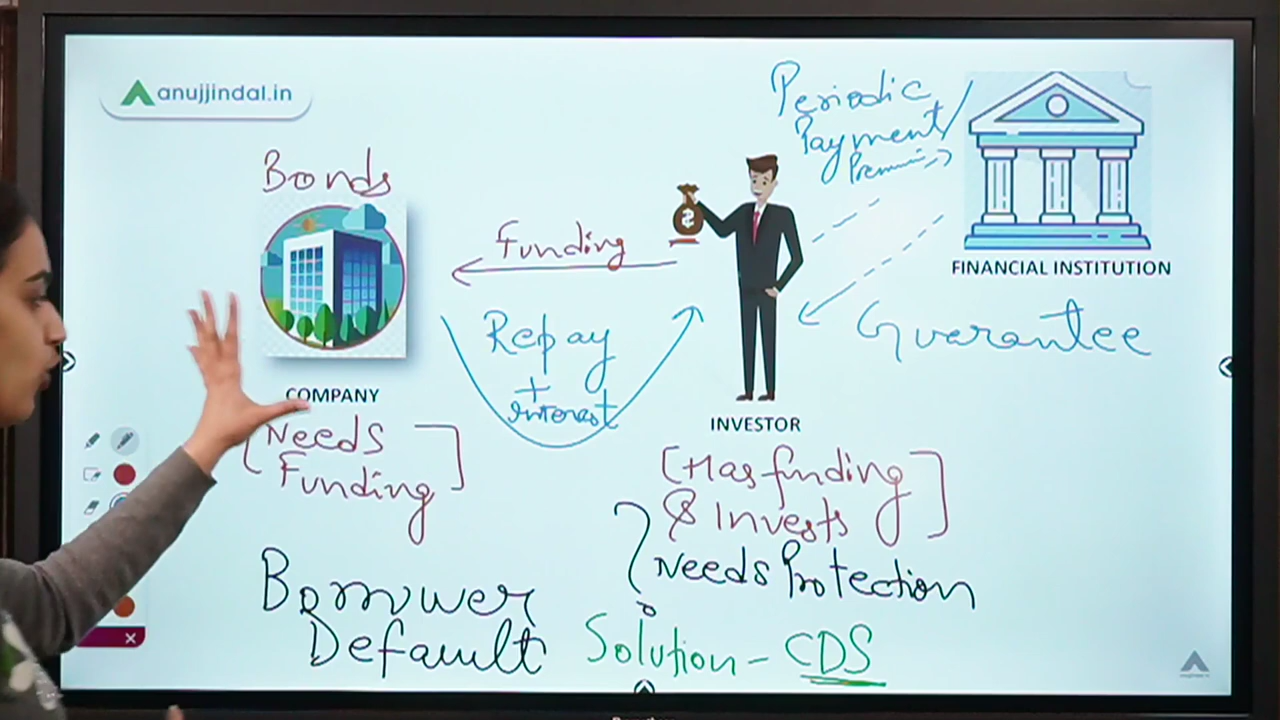 anujjindal.in
Periodic
Payment
Premium
Bonds
Funding
FINANCIAL INSTITUTION
Guarantee
Repay
+
Interest
COMPANY
INVESTOR
Needs
Funding
(Has funding
& Invests
Needs Protection
Borrower
Default
Solution - CDS